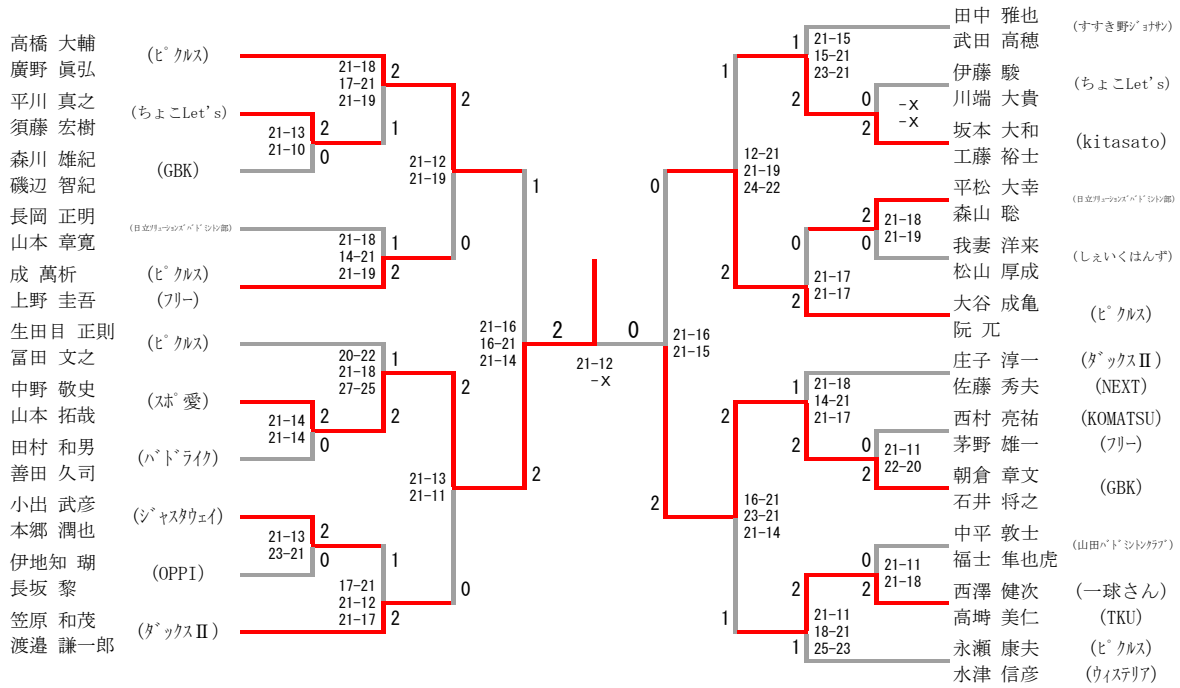 高橋 大輔
廣野 眞弘
(ﾋﾟｸﾙｽ)
平川 真之
須藤 宏樹
(ちょこLet's)
森川 雄紀
磯辺 智紀
(GBK)
長岡 正明
山本 章寛
(日立ｿﾘｭｰｼｮﾝｽﾞﾊﾞﾄﾞﾐﾝﾄﾝ部)
成 萬析
(ﾋﾟｸﾙｽ)
上野 圭吾
(ﾌﾘｰ)
生田目 正則
冨田 文之
(ﾋﾟｸﾙｽ)
中野 敬史
山本 拓哉
(ｽﾎﾟ愛)
田村 和男
善田 久司
(ﾊﾞﾄﾞﾗｲｸ)
小出 武彦
本郷 潤也
(ｼﾞｬｽﾀｳｪｲ)
伊地知 瑚
長坂 黎
(OPPI)
笠原 和茂
渡邉 謙一郎
(ﾀﾞｯｸｽⅡ)
21-13
21-10
2
0
21-18
17-21
21-19
2
1
21-18
14-21
21-19
1
2
21-12
21-19
2
0
21-14
21-14
2
0
20-22
21-18
27-25
1
2
21-13
23-21
2
0
17-21
21-12
21-17
1
2
21-13
21-11
2
0
21-16
16-21
21-14
1
2
2
0
21-12
-X
21-16
21-15
0
2
12-21
21-19
24-22
1
2
21-15
15-21
23-21
1
2
-X
-X
0
2
21-18
21-19
2
0
21-17
21-17
0
2
16-21
23-21
21-14
2
1
21-18
14-21
21-17
1
2
21-11
22-20
0
2
21-11
21-18
0
2
21-11
18-21
25-23
2
1
田中 雅也
武田 高穂
(すすき野ｼﾞｮﾅｻﾝ)
伊藤 駿
川端 大貴
(ちょこLet's)
坂本 大和
工藤 裕士
(kitasato)
平松 大幸
森山 聡
(日立ｿﾘｭｰｼｮﾝｽﾞﾊﾞﾄﾞﾐﾝﾄﾝ部)
我妻 洋来
松山 厚成
(しぇいくはんず)
大谷 成亀
阮 兀
(ﾋﾟｸﾙｽ)
庄子 淳一
(ﾀﾞｯｸｽⅡ)
佐藤 秀夫
(NEXT)
西村 亮祐
(KOMATSU)
茅野 雄一
(ﾌﾘｰ)
朝倉 章文
石井 将之
(GBK)
中平 敦士
福士 隼也虎
(山田ﾊﾞﾄﾞﾐﾝﾄﾝｸﾗﾌﾞ)
西澤 健次
(一球さん)
高塒 美仁
(TKU)
永瀬 康夫
(ﾋﾟｸﾙｽ)
水津 信彦
(ｳｨｽﾃﾘｱ)